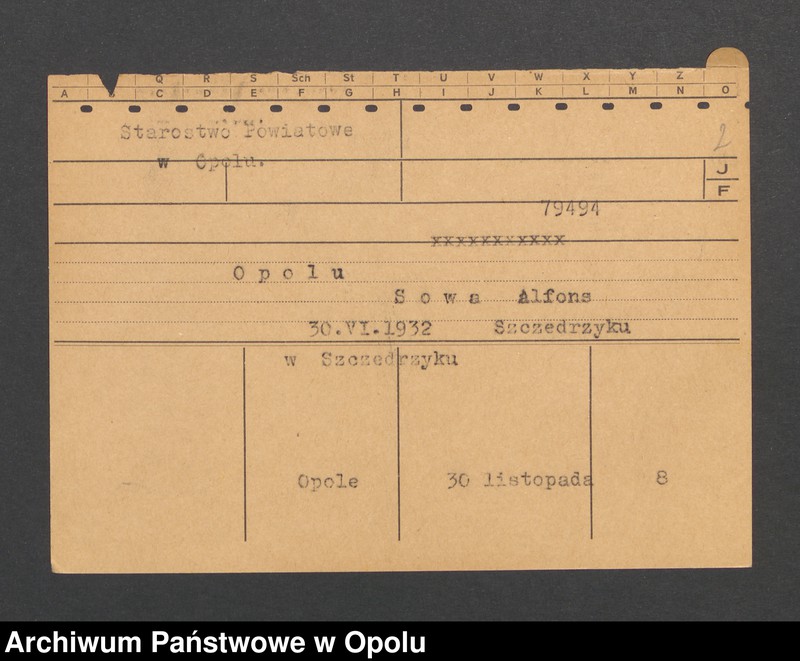 Q R S Sch St T U V W X Y Z
A C D E F G H I J K L M N O
Starostwo Powiatowe
2
w Opolu.
J
F
79494
xxxxxxxxxxx
Opolu
Sowa Alfons
30.VI.1932 Szczedrzyku
w Szczedrzyku
Opole 30 listopada 8
Archiwum Państwowe w Opolu